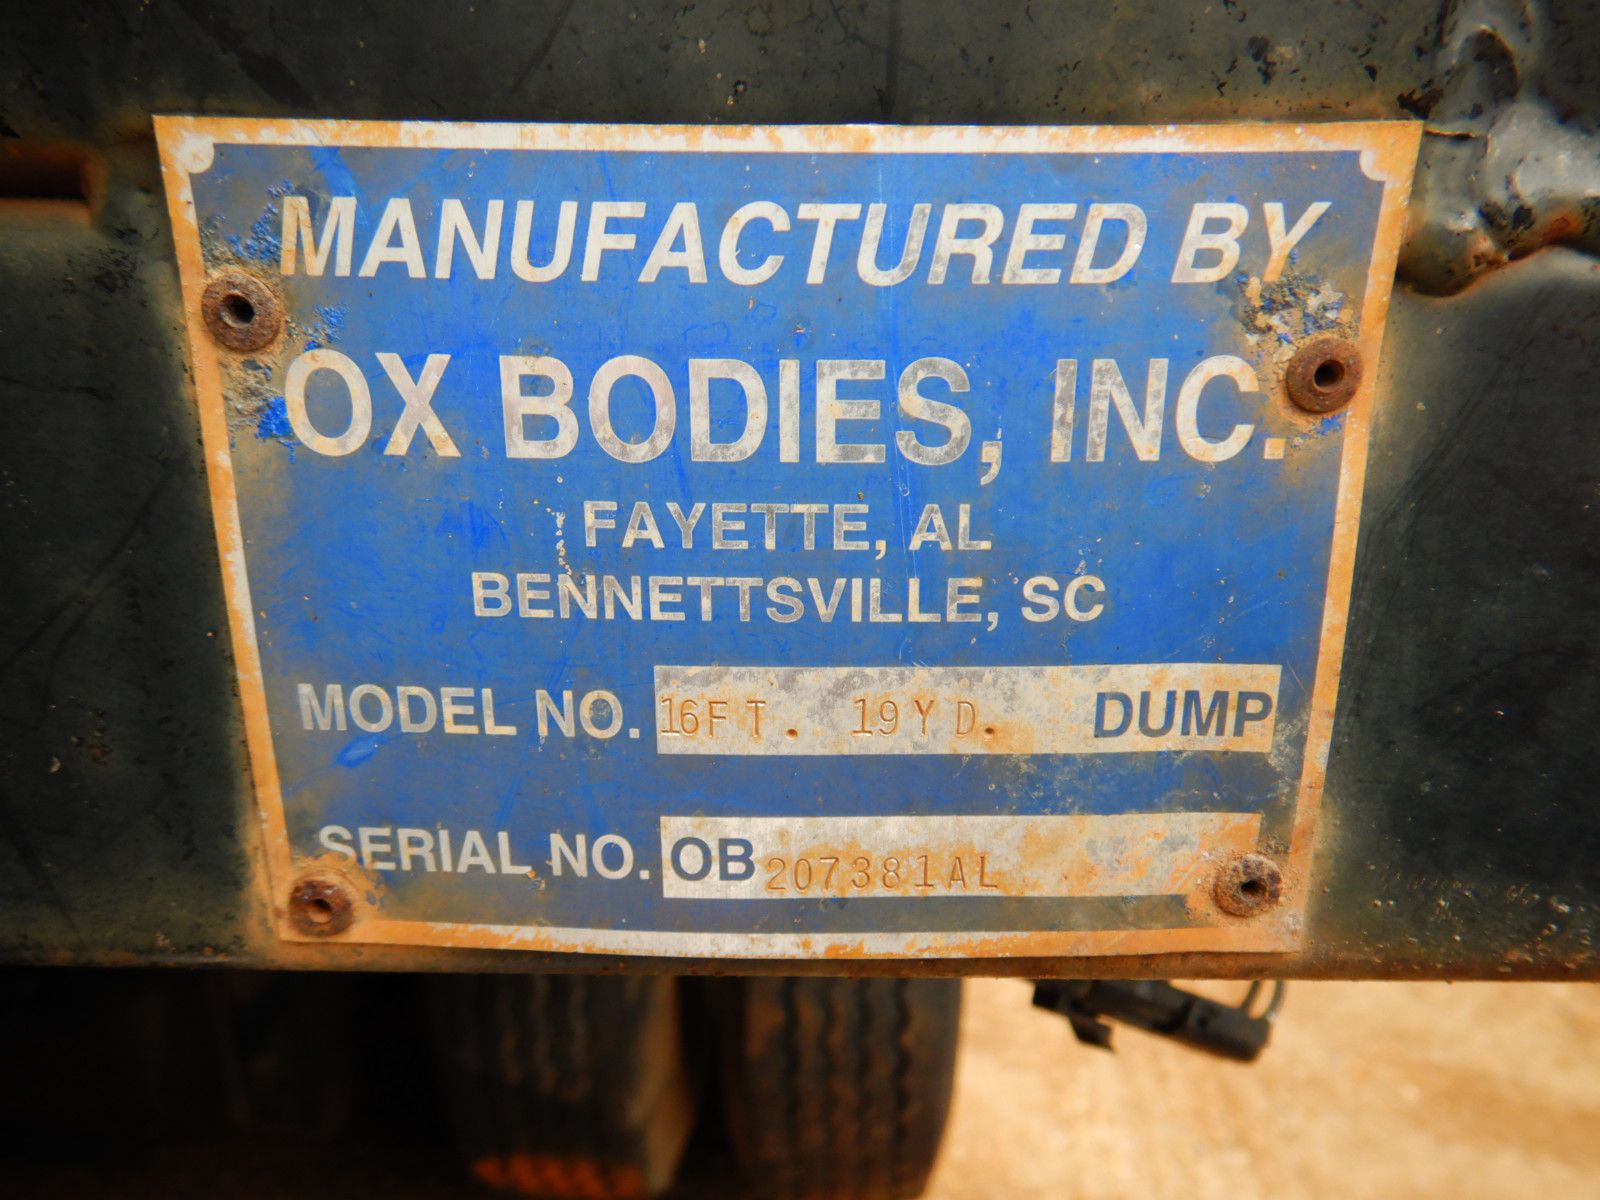 MANUFACTURED BY
OX BODIES, INC.
FAYETTE, AL
BENNETTSVILLE, SC
MODEL NO. 16FT. 19YD. DUMP
SERIAL NO. OB 207381AL